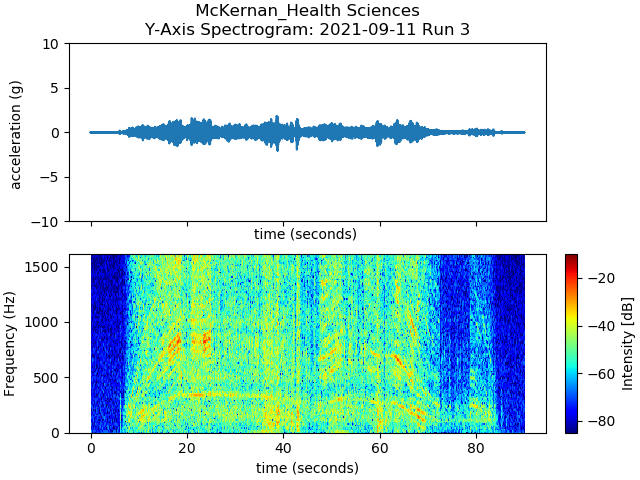 McKernan_Health Sciences
Y-Axis Spectrogram: 2021-09-11 Run 3
10
5
0
−5
−10
acceleration (g)
time (seconds)
1500
1000
500
0
Frequency (Hz)
0
20
40
60
80
time (seconds)
−20
−40
−60
−80
Intensity [dB]